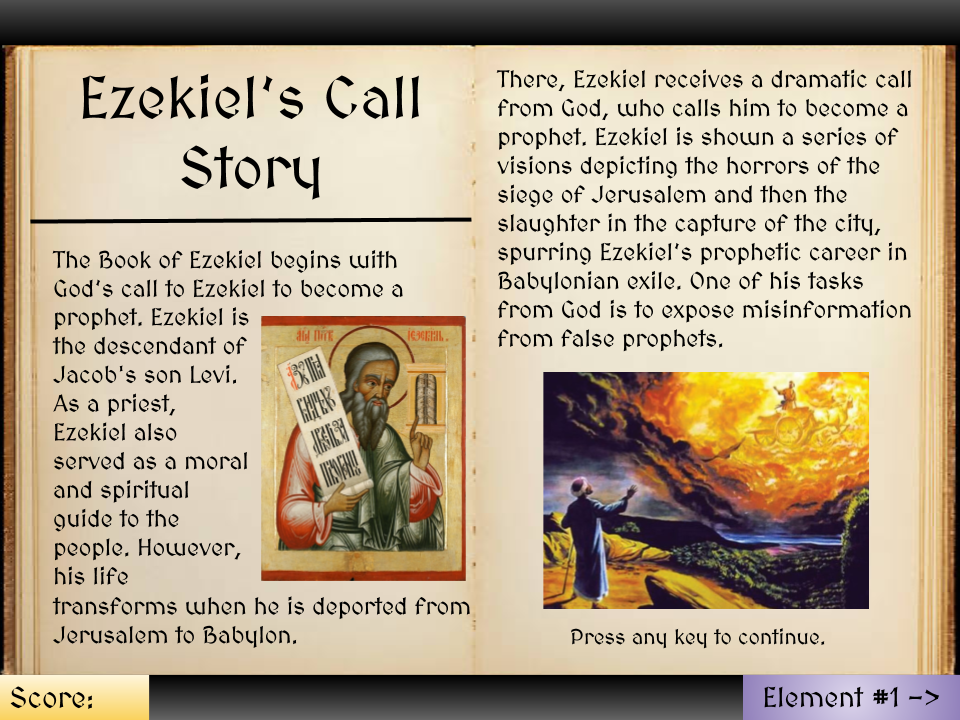 Ezekiel's Call
Story
The Book of Ezekiel begins with
God's call to Ezekiel to become a
prophet. Ezekiel is
the descendant of
Jacob's son Levi.
As a priest,
Ezekiel also
served as a moral
and spiritual
guide to the
people. However,
his life
transforms when he is deported from
Jerusalem to Babylon.
There, Ezekiel receives a dramatic call
from God, who calls him to become a
prophet. Ezekiel is shown a series of
visions depicting the horrors of the
siege of Jerusalem and then the
slaughter in the capture of the city,
spurring Ezekiel's prophetic career in
Babylonian exile. One of his tasks
from God is to expose misinformation
from false prophets.
Press any key to continue.
Score:
Element #1 –>